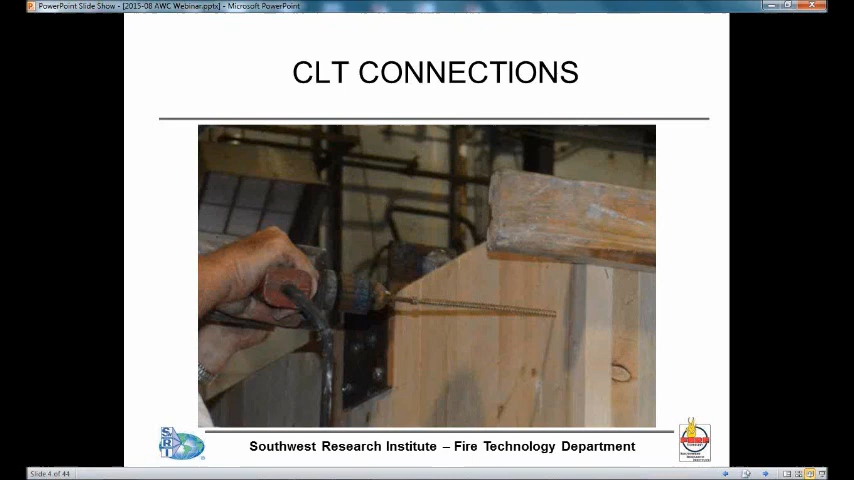 PowerPoint Slide Show - [2015-08 AWC Webinar.pptx] - Microsoft PowerPoint
CLT CONNECTIONS
SRI
Southwest Research Institute – Fire Technology Department
Slide 4 of 44